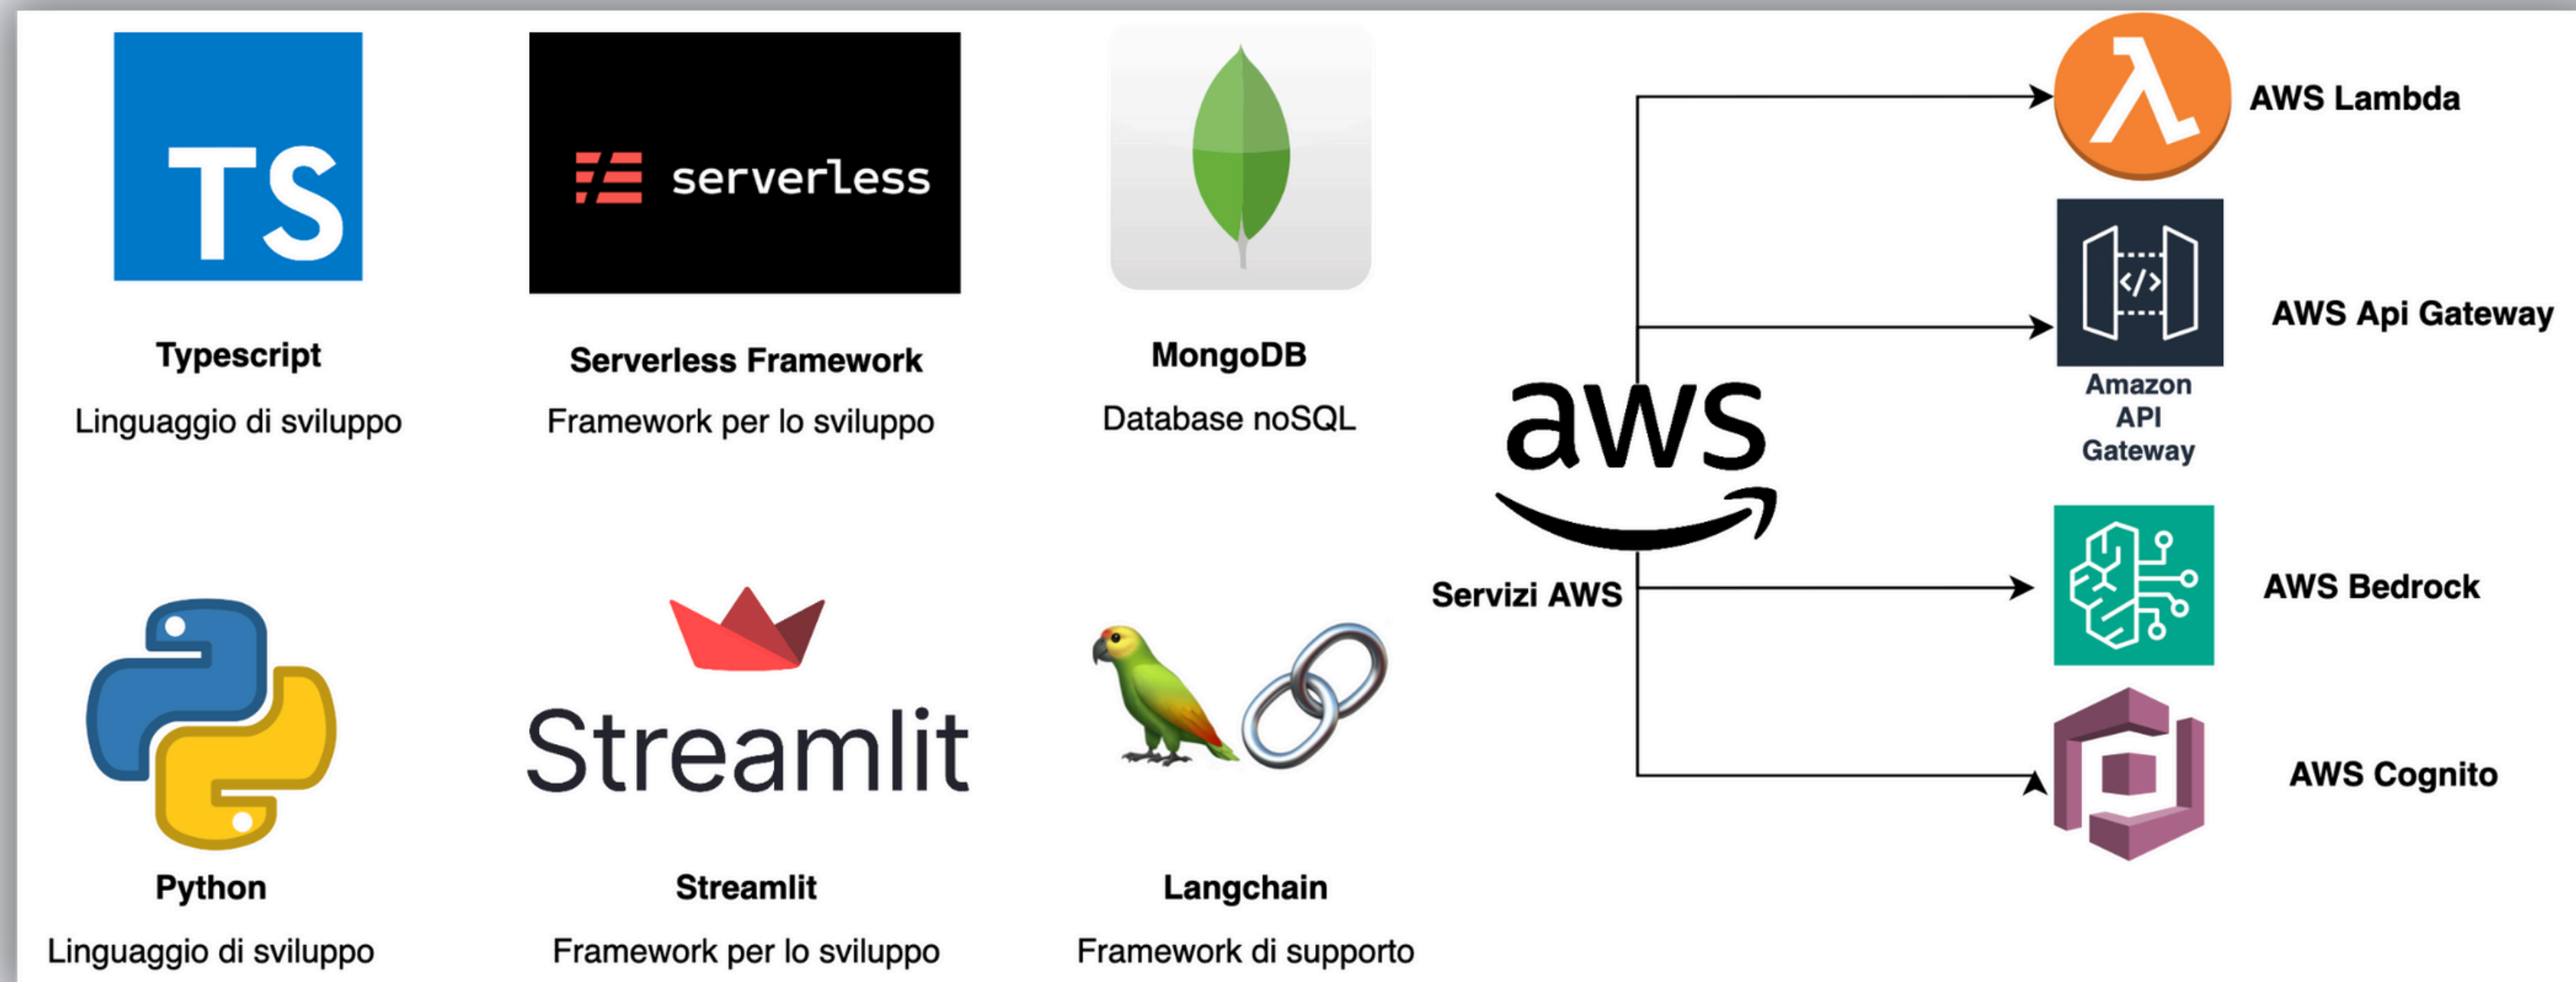 TS
serverless
Typescript
Linguaggio di sviluppo
Serverless Framework
Framework per lo sviluppo
MongoDB
Database noSQL
Python
Linguaggio di sviluppo
Streamlit
Streamlit
Framework per lo sviluppo
Langchain
Framework di supporto
aws
Servizi AWS
AWS Lambda
</>
AWS Api Gateway
Amazon
API
Gateway
AWS Bedrock
AWS Cognito